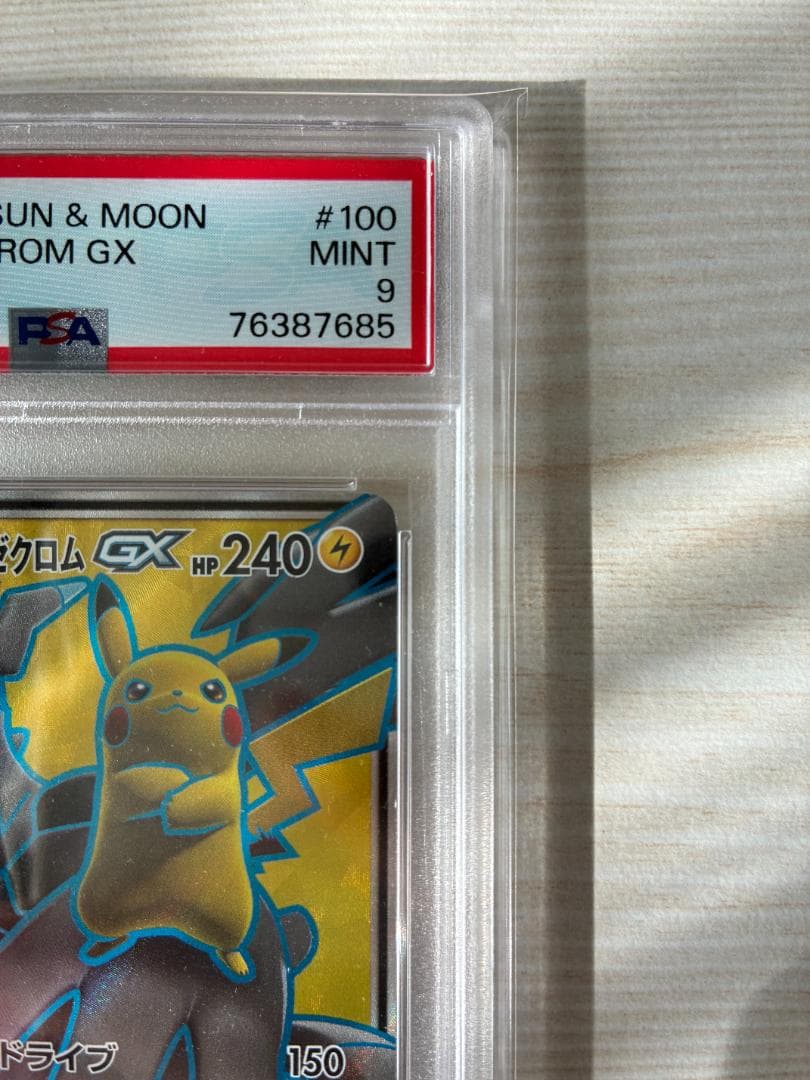 SUN & MOON #100
ROM GX MINT
9
PSA 76387685
ゼクロム GX HP 240
ドライブ 150